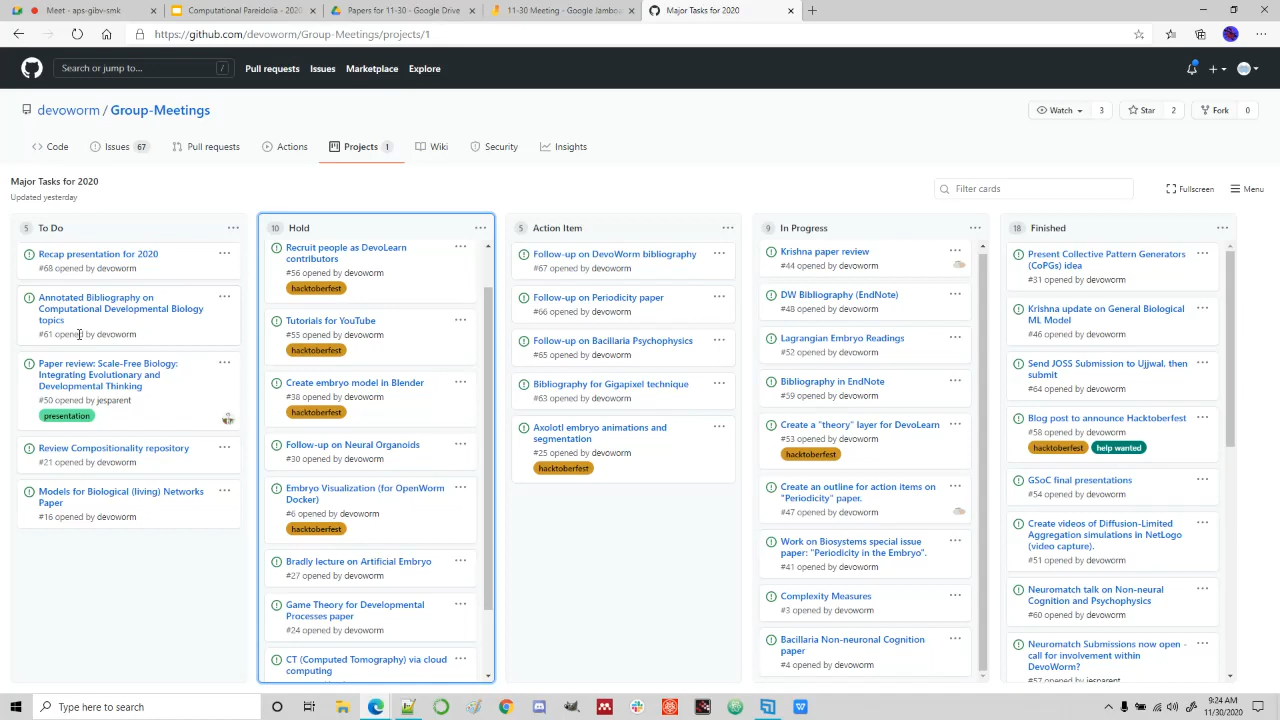 Meet - aps-gibv-smc
Computational Pareidolia - 2020
Papers for 11-30 - Google Drive
11-30 Meeting - Google Jamboard
Major Tasks for 2020
https://github.com/devoworm/Group-Meetings/projects/1
Search or jump to...
/
Pull requests
Issues
Marketplace
Explore
devoworm / Group-Meetings
Watch
3
Star
2
Fork
0
Code
Issues 67
Pull requests
Actions
Projects 1
Wiki
Security
Insights
Major Tasks for 2020
Updated yesterday
Filter cards
Fullscreen
Menu
5 To Do
Recap presentation for 2020
#68 opened by devoworm
Annotated Bibliography on
Computational Developmental Biology
topics
#61 opened by devoworm
Paper review: Scale-Free Biology:
Integrating Evolutionary and
Developmental Thinking
#50 opened by jesparent
presentation
Review Compositionality repository
#21 opened by devoworm
Models for Biological (living) Networks
Paper
#16 opened by devoworm
10 Hold
Recruit people as DevoLearn
contributors
#56 opened by devoworm
hacktoberfest
Tutorials for YouTube
#55 opened by devoworm
hacktoberfest
Create embryo model in Blender
#38 opened by devoworm
hacktoberfest
Follow-up on Neural Organoids
#30 opened by devoworm
Embryo Visualization (for OpenWorm
Docker)
#6 opened by devoworm
hacktoberfest
Bradly lecture on Artificial Embryo
#27 opened by devoworm
Game Theory for Developmental
Processes paper
#24 opened by devoworm
CT (Computed Tomography) via cloud
computing
5 Action Item
Follow-up on DevoWorm bibliography
#67 opened by devoworm
Follow-up on Periodicity paper
#66 opened by devoworm
Follow-up on Bacillaria Psychophysics
#65 opened by devoworm
Bibliography for Gigapixel technique
#63 opened by devoworm
Axolotl embryo animations and
segmentation
#25 opened by devoworm
hacktoberfest
9 In Progress
Krishna paper review
#44 opened by devoworm
DW Bibliography (EndNote)
#48 opened by devoworm
Lagrangian Embryo Readings
#52 opened by devoworm
Bibliography in EndNote
#59 opened by devoworm
Create a "theory" layer for DevoLearn
#53 opened by devoworm
hacktoberfest
Create an outline for action items on
"Periodicity" paper.
#47 opened by devoworm
Work on Biosystems special issue
paper: "Periodicity in the Embryo".
#41 opened by devoworm
Complexity Measures
#3 opened by devoworm
Bacillaria Non-neuronal Cognition
paper
#4 opened by devoworm
18 Finished
Present Collective Pattern Generators
(CoPGs) idea
#31 opened by devoworm
Krishna update on General Biological
ML Model
#46 opened by devoworm
Send JOSS Submission to Ujjwal, then
submit
#64 opened by devoworm
Blog post to announce Hacktoberfest
#58 opened by devoworm
hacktoberfest help wanted
GSoC final presentations
#54 opened by devoworm
Create videos of Diffusion-Limited
Aggregation simulations in NetLogo
(video capture).
#51 opened by devoworm
Neuromatch talk on Non-neural
Cognition and Psychophysics
#60 opened by devoworm
Neuromatch Submissions now open -
call for involvement within
DevoWorm?
#57 opened by jesparent
Type here to search
9:24 AM
11/30/2020